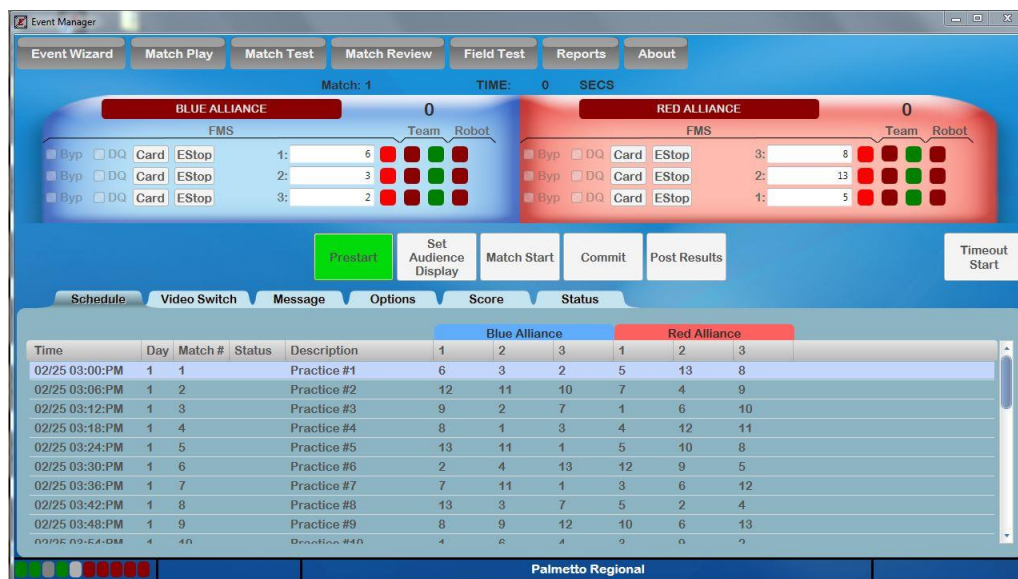 Event Manager
Event Wizard Match Play Match Test Match Review Field Test Reports About
Match: 1 TIME: 0 SECS
BLUE ALLIANCE 0 RED ALLIANCE 0
FMS Team Robot FMS Team Robot
Byp DQ Card EStop 1: 6 Byp DQ Card EStop 3: 8
Byp DQ Card EStop 2: 3 Byp DQ Card EStop 2: 13
Byp DQ Card EStop 3: 2 Byp DQ Card EStop 1: 5
Prestart Set Audience Display Match Start Commit Post Results Timeout Start
Schedule Video Switch Message Options Score Status
Blue Alliance Red Alliance
Time Day Match # Status Description 1 2 3 1 2 3
02/25 03:00:PM 1 1 Practice #1 6 3 2 5 13 8
02/25 03:06:PM 1 2 Practice #2 12 11 10 7 4 9
02/25 03:12:PM 1 3 Practice #3 9 2 7 1 6 10
02/25 03:18:PM 1 4 Practice #4 8 1 3 4 12 11
02/25 03:24:PM 1 5 Practice #5 13 11 1 5 10 8
02/25 03:30:PM 1 6 Practice #6 2 4 13 12 9 5
02/25 03:36:PM 1 7 Practice #7 7 11 1 3 6 12
02/25 03:42:PM 1 8 Practice #8 13 3 7 5 2 4
02/25 03:48:PM 1 9 Practice #9 8 9 12 10 6 13
02/25 03:54:PM 1 10 Practice #10
Palmetto Regional